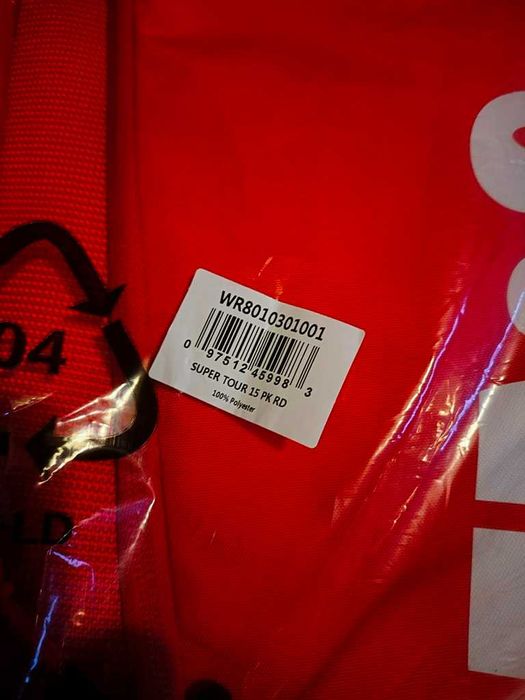 WR8010301001
0 97512 45998 3
SUPER TOUR 15 PK RD
100% Polyester
04